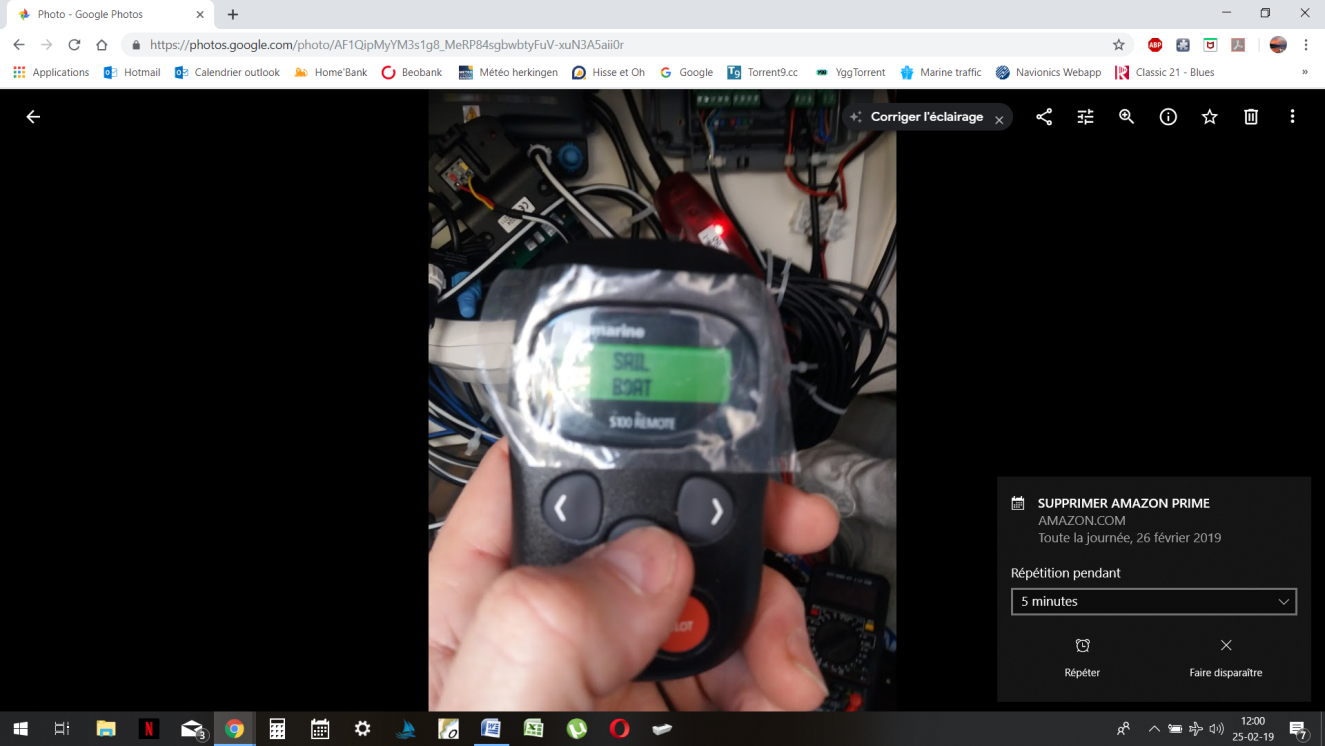 Photo - Google Photos
https://photos.google.com/photo/AF1QipMyYM3s1g8_MeRP84sgbwbtyFuV-xuN3A5aii0r
ABP
Applications
Hotmail
Calendrier outlook
Home'Bank
Beobank
Météo herkingen
Hisse et Oh
Google
Torrent9.cc
YggTorrent
Marine traffic
Navionics Webapp
Classic 21 - Blues
»
Corriger l'éclairage
SAIL
BOAT
S100 REMOTE
SUPPRIMER AMAZON PRIME
AMAZON.COM
Toute la journée, 26 février 2019
Répétition pendant
5 minutes
Répéter
Faire disparaître
3
12:00
25-02-19
7